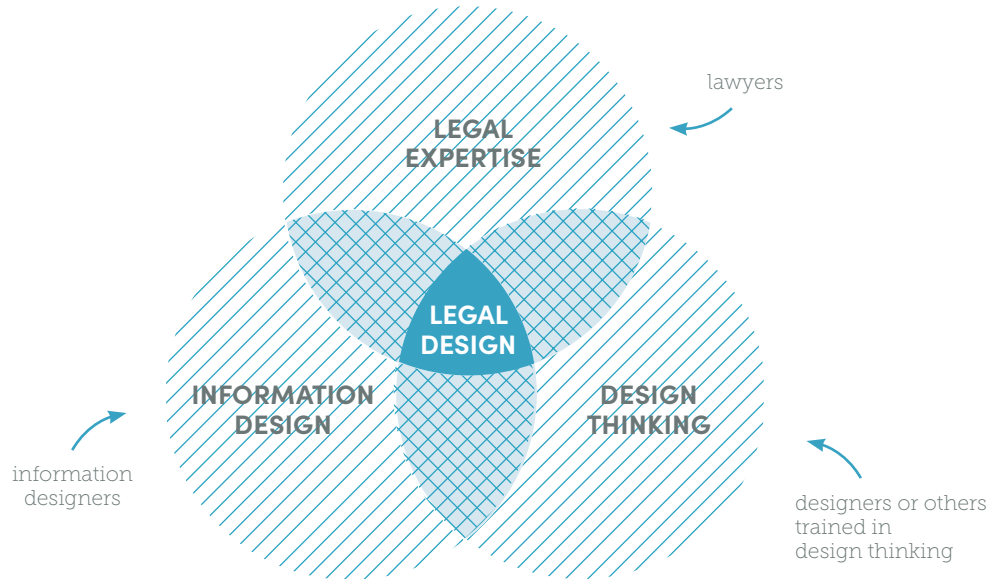 lawyers
LEGAL
EXPERTISE
LEGAL
DESIGN
INFORMATION
DESIGN
DESIGN
THINKING
information
designers
designers or others
trained in
design thinking